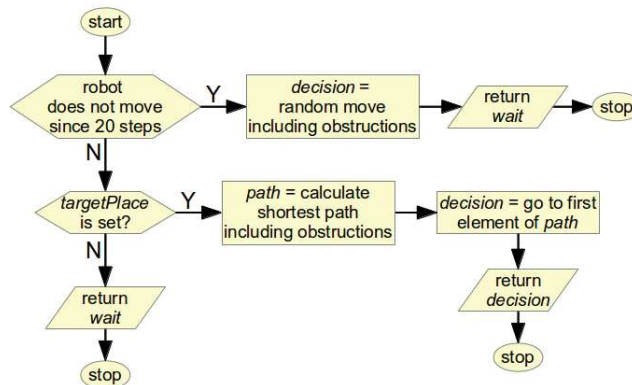 start
robot
does not move
since 20 steps
Y
decision =
random move
including obstructions
return
wait
stop
N
targetPlace
is set?
Y
path = calculate
shortest path
including obstructions
decision = go to first
element of path
N
return
wait
stop
return
decision
stop